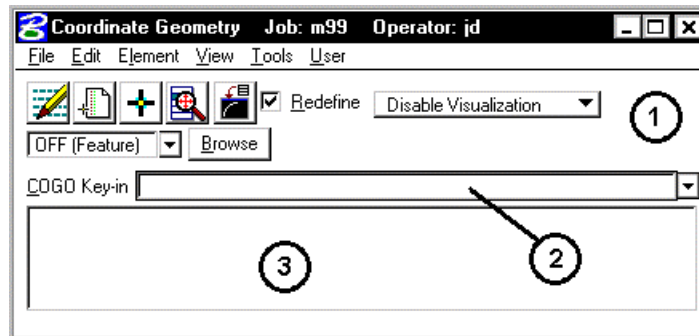 Coordinate Geometry Job: m99 Operator: jd
File Edit Element View Tools User
Redefine Disable Visualization 1
OFF (Feature) Browse
COGO Key-in
2
3